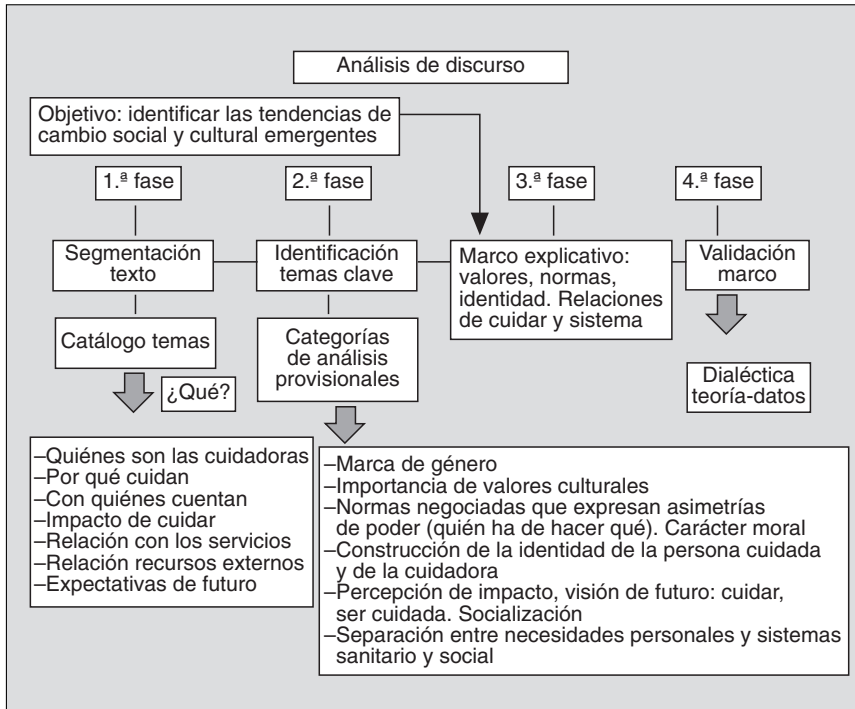 Análisis de discurso
Objetivo: identificar las tendencias de
cambio social y cultural emergentes
1.ª fase
2.ª fase
3.ª fase
4.ª fase
Segmentación
texto
Identificación
temas clave
Marco explicativo:
valores, normas,
identidad. Relaciones
de cuidar y sistema
Validación
marco
Catálogo temas
¿Qué?
Categorías
de análisis
provisionales
Dialéctica
teoría-datos
–Quiénes son las cuidadoras
–Por qué cuidan
–Con quiénes cuentan
–Impacto de cuidar
–Relación con los servicios
–Relación recursos externos
–Expectativas de futuro
–Marca de género
–Importancia de valores culturales
–Normas negociadas que expresan asimetrías
de poder (quién ha de hacer qué). Carácter moral
–Construcción de la identidad de la persona cuidada
y de la cuidadora
–Percepción de impacto, visión de futuro: cuidar,
ser cuidada. Socialización
–Separación entre necesidades personales y sistemas
sanitario y social